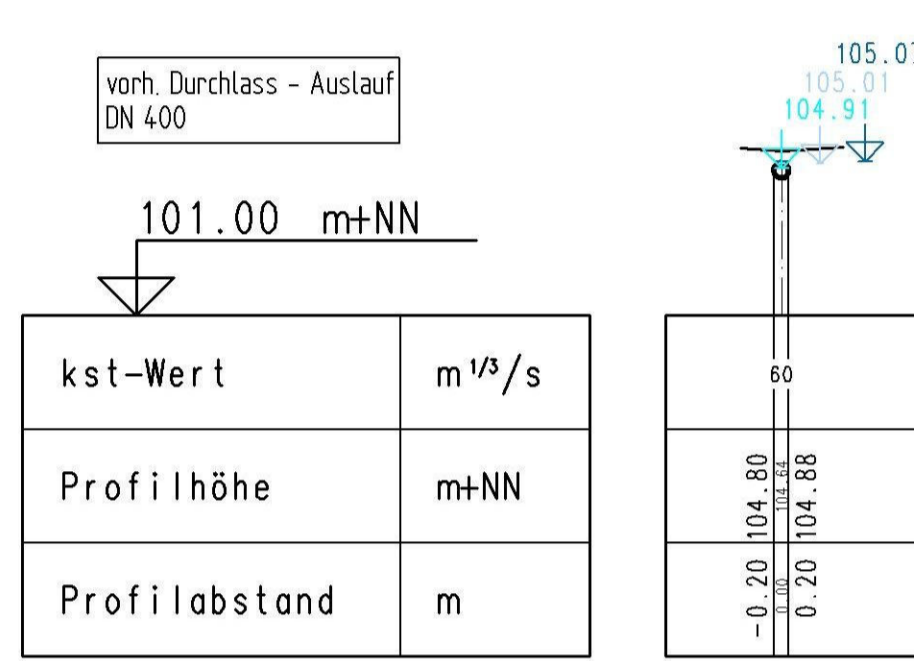 vorh. Durchlass - Auslauf
DN 400
101.00 m+NN
105.01
104.91
kst-Wert m 1/3/s 60
Profilhöhe m+NN 104.80 104.64 104.88
Profilabstand m -0.20 0.00 0.20